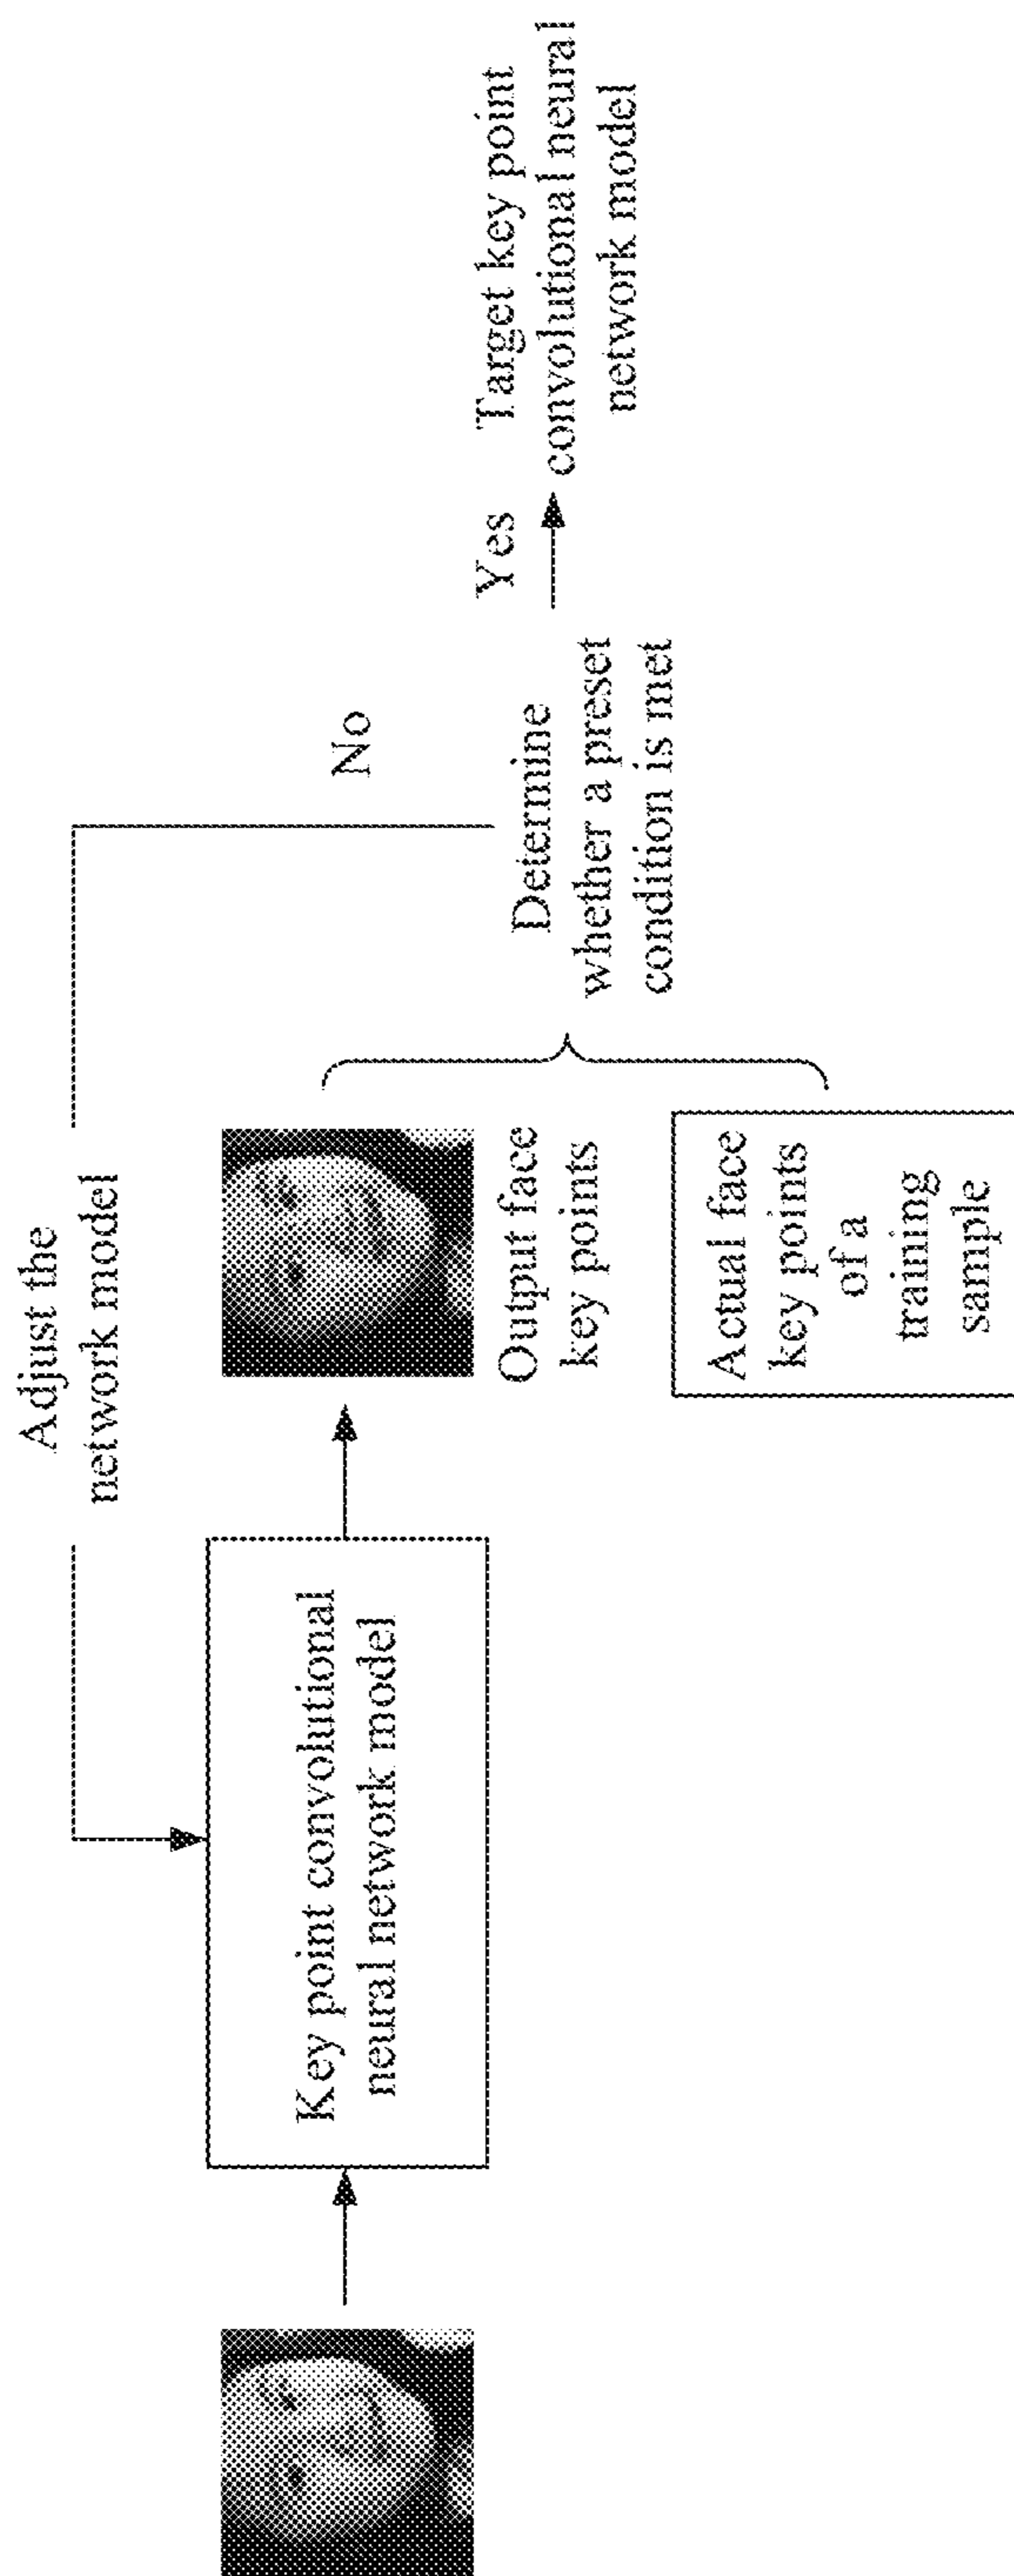 Adjust the
network model
Key point convolutional
neural network model
Output face
key points
Actual face
key points
of a
training
sample
Determine
whether a preset
condition is met
No
Yes
Target key point
convolutional neural
network model